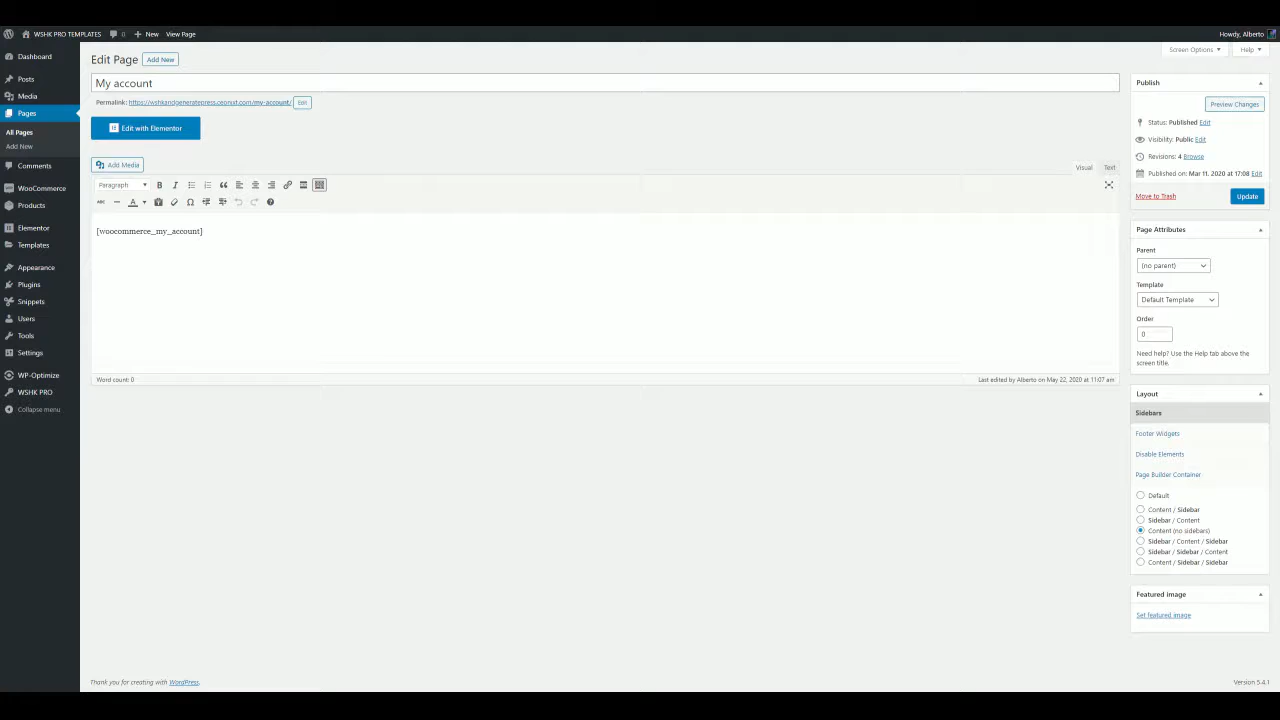 WSHK PRO TEMPLATES 0 New View Page Howdy, Alberto
Dashboard
Posts
Media
Pages
All Pages
Add New
Comments
WooCommerce
Products
Elementor
Templates
Appearance
Plugins
Snippets
Users
Tools
Settings
WP-Optimize
WSHK PRO
Collapse menu
Screen Options Help
Edit Page Add New
My account
Permalink: https://wshkandgeneratepress.ceonixt.com/my-account/ Edit
Edit with Elementor
Add Media
Visual Text
Paragraph
[woocommerce_my_account]
Word count: 0
Last edited by Alberto on May 22, 2020 at 11:07 am
Publish
Preview Changes
Status: Published Edit
Visibility: Public Edit
Revisions: 4 Browse
Published on: Mar 11, 2020 at 17:08 Edit
Move to Trash
Update
Page Attributes
Parent
(no parent)
Template
Default Template
Order
0
Need help? Use the Help tab above the
screen title.
Layout
Sidebars
Footer Widgets
Disable Elements
Page Builder Container
Default
Content / Sidebar
Sidebar / Content
Content (no sidebars)
Sidebar / Content / Sidebar
Sidebar / Sidebar / Content
Content / Sidebar / Sidebar
Featured image
Set featured image
Thank you for creating with WordPress.
Version 5.4.1